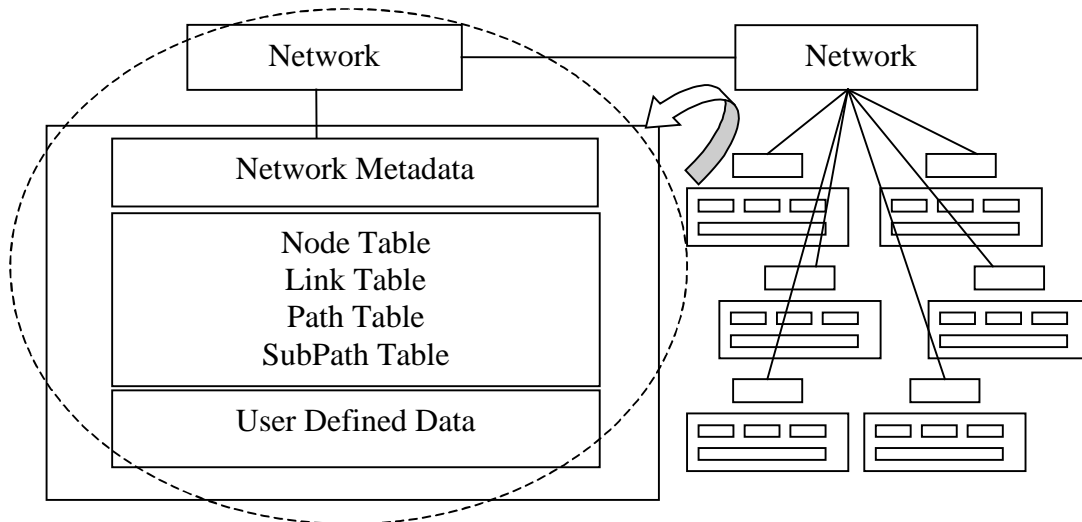 Network
Network
Network Metadata
Node Table
Link Table
Path Table
SubPath Table
User Defined Data